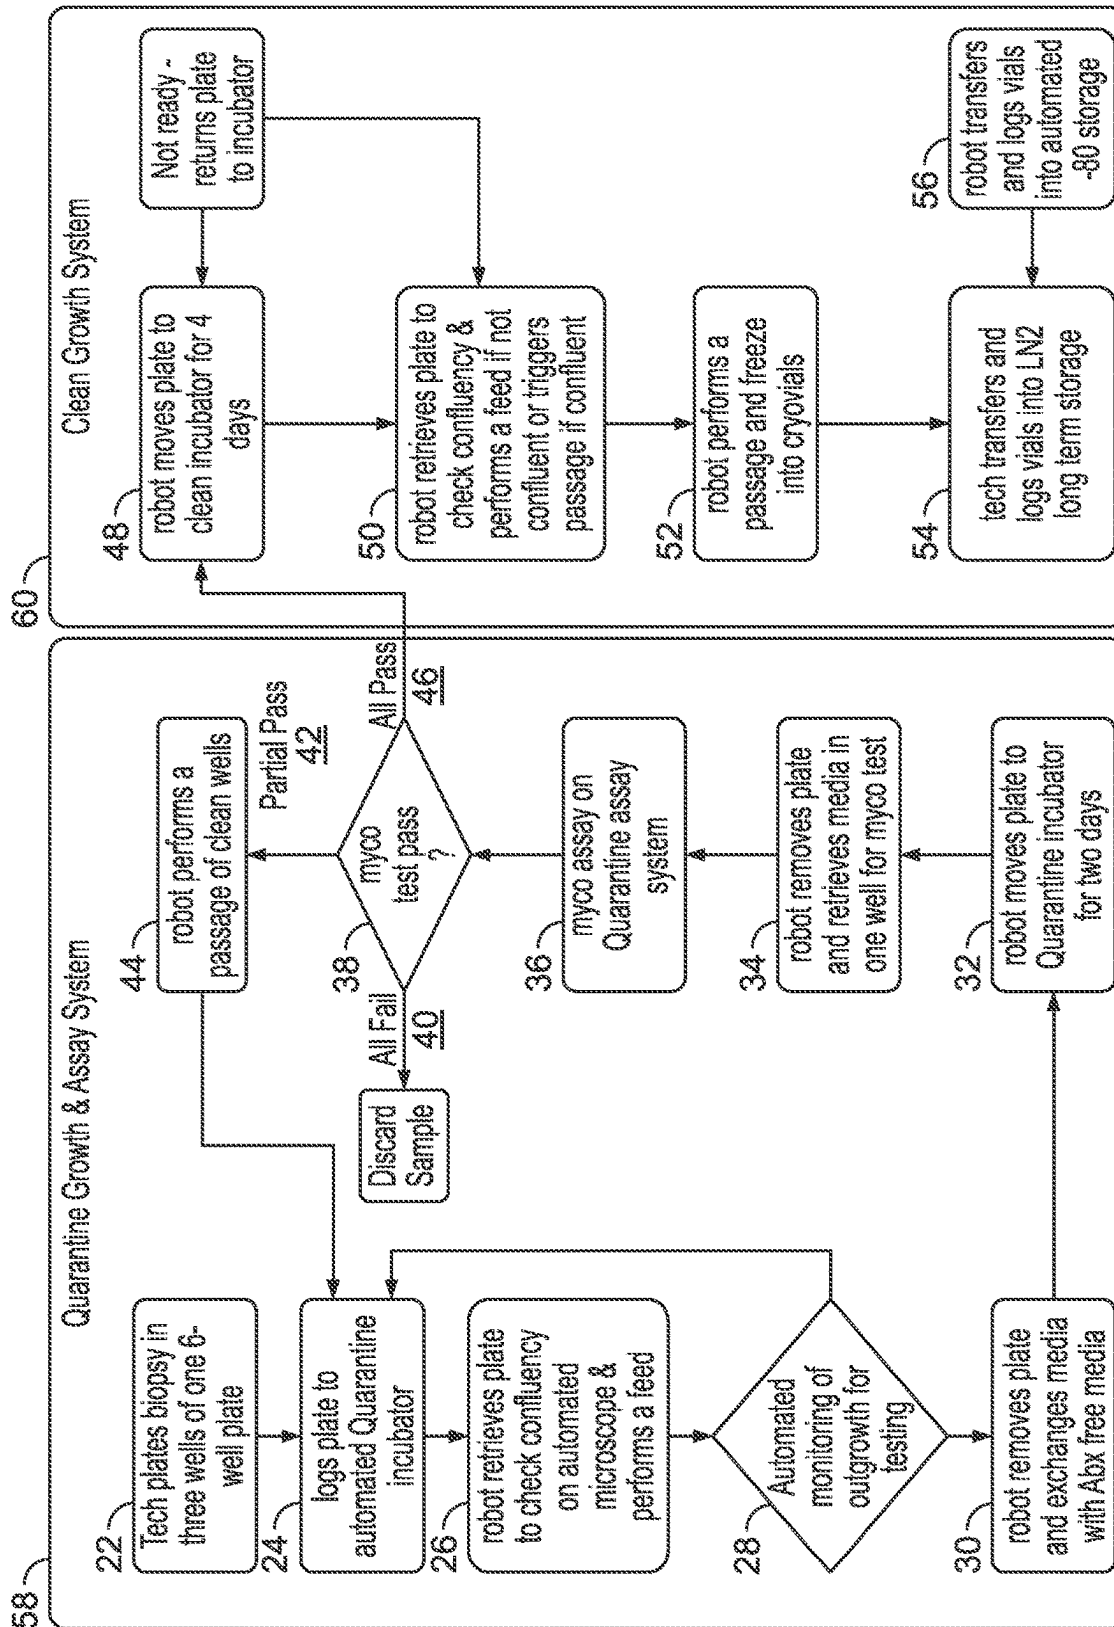 58
Quarantine Growth & Assay System
22
Tech plates biopsy in
three wells of one 6-
well plate
24
logs plate to
automated Quarantine
incubator
26
robot retrieves plate
to check confluency
on automated
microscope &
performs a feed
28
Automated
monitoring of
outgrowth for
testing
30
robot removes plate
and exchanges media
with Abx free media
32
robot moves plate to
Quarantine incubator
for two days
34
robot removes plate
and retrieves media in
one well for myco test
36
myco assay on
Quarantine assay
system
38
myco
test pass
?
All Fail
40
Discard
Sample
Partial Pass
42
44
robot performs a
passage of clean wells
All Pass
46
60
Clean Growth System
48
robot moves plate to
clean incubator for 4
days
Not ready -
returns plate
to incubator
50
robot retrieves plate to
check confluency &
performs a feed if not
confluent or triggers
passage if confluent
52
robot performs a
passage and freeze
into cryovials
54
tech transfers and
logs vials into LN2
long term storage
56
robot transfers
and logs vials
into automated
-80 storage